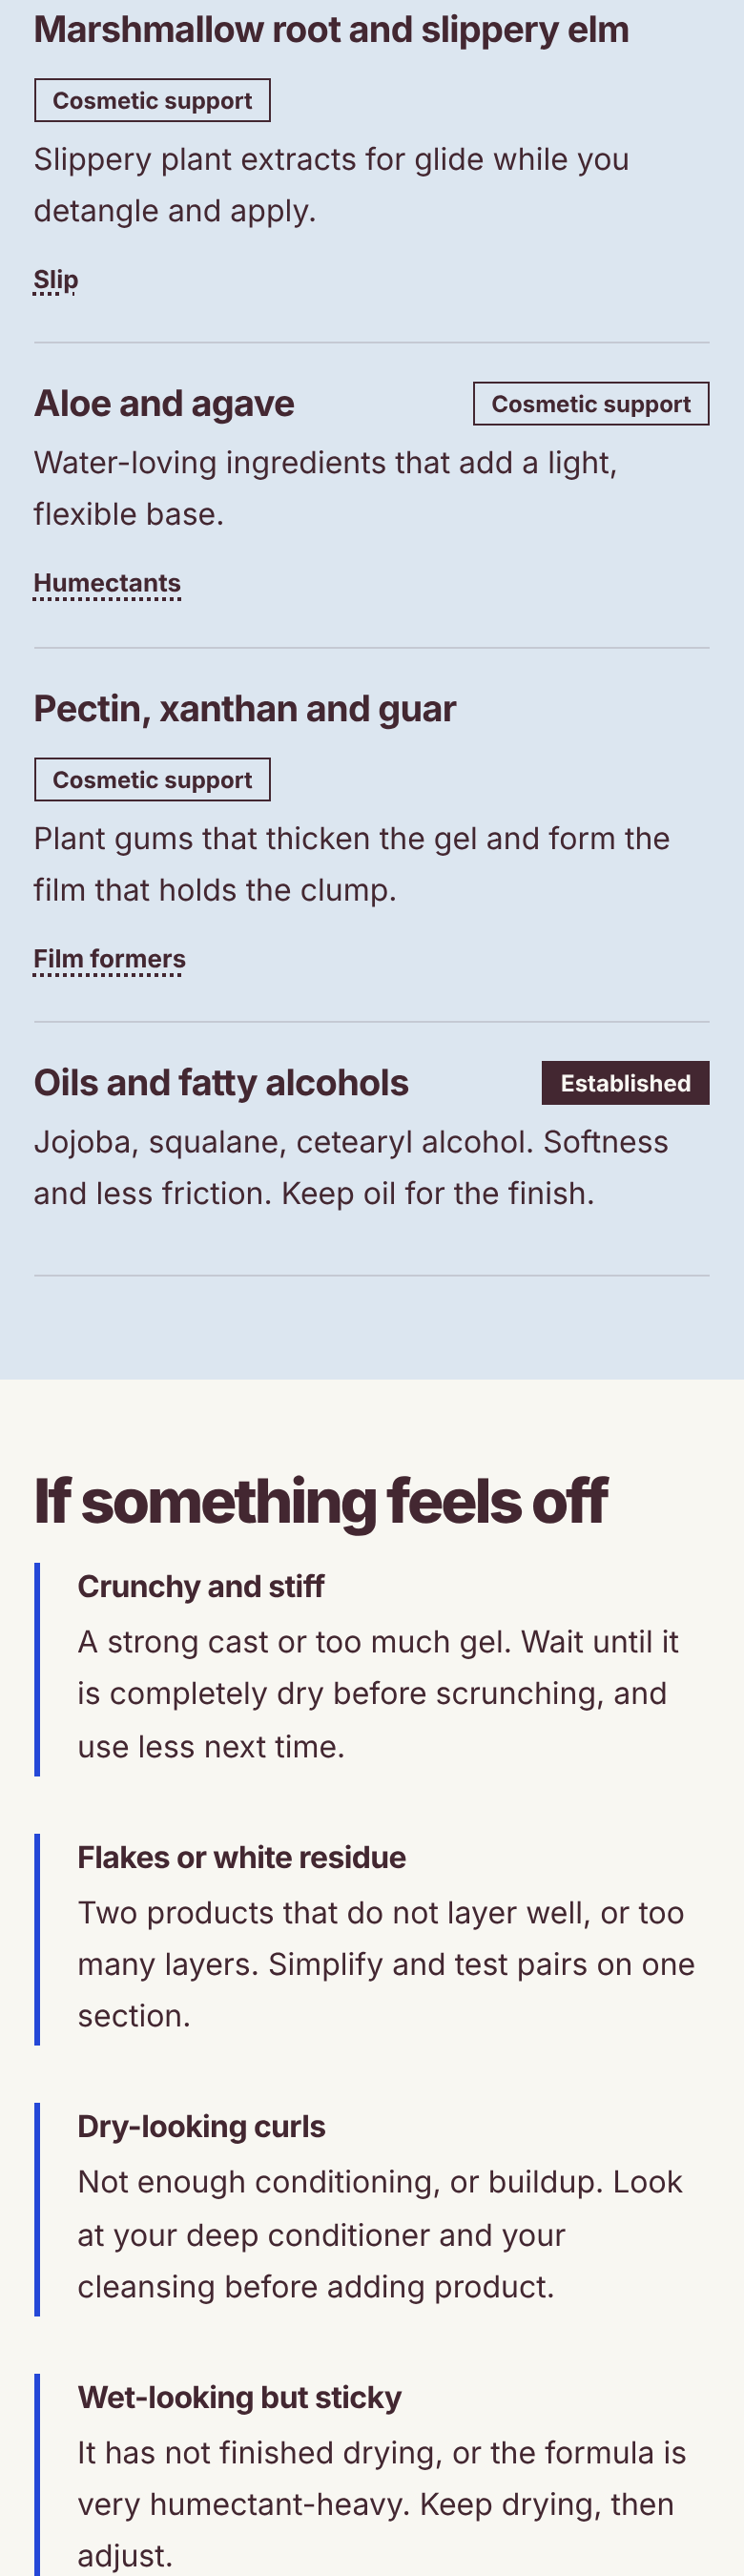 Marshmallow root and slippery elm
Cosmetic support
Slippery plant extracts for glide while you
detangle and apply.
Slip
Aloe and agave
Cosmetic support
Water-loving ingredients that add a light,
flexible base.
Humectants
Pectin, xanthan and guar
Cosmetic support
Plant gums that thicken the gel and form the
film that holds the clump.
Film formers
Oils and fatty alcohols
Established
Jojoba, squalane, cetearyl alcohol. Softness
and less friction. Keep oil for the finish.
If something feels off
Crunchy and stiff
A strong cast or too much gel. Wait until it
is completely dry before scrunching, and
use less next time.
Flakes or white residue
Two products that do not layer well, or too
many layers. Simplify and test pairs on one
section.
Dry-looking curls
Not enough conditioning, or buildup. Look
at your deep conditioner and your
cleansing before adding product.
Wet-looking but sticky
It has not finished drying, or the formula is
very humectant-heavy. Keep drying, then
adjust.